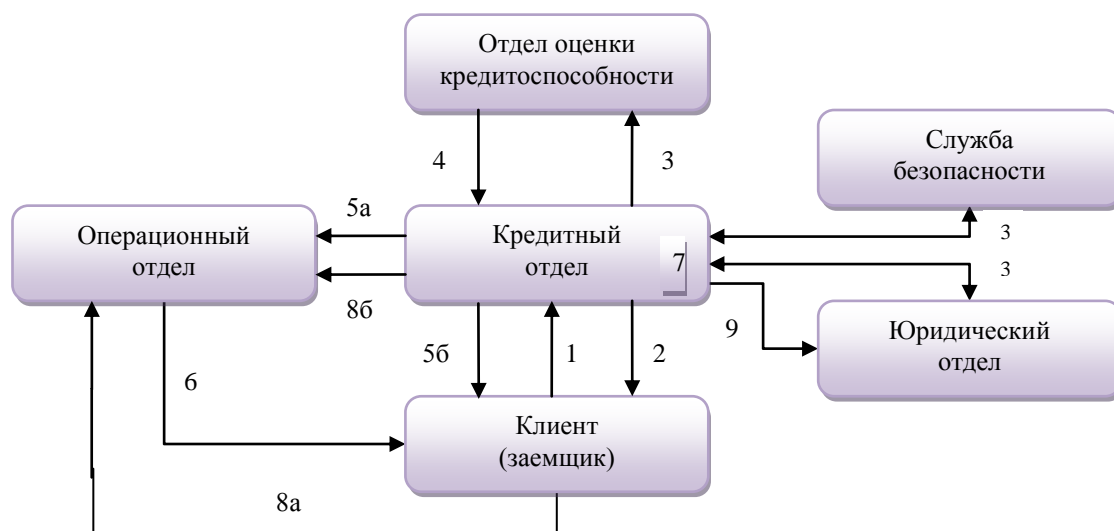 Отдел оценки
кредитоспособности
4
3
Служба
безопасности
5а
Операционный
отдел
Кредитный
отдел
7
3
3
8б
5б
1
2
9
Юридический
отдел
6
Клиент
(заемщик)
8а